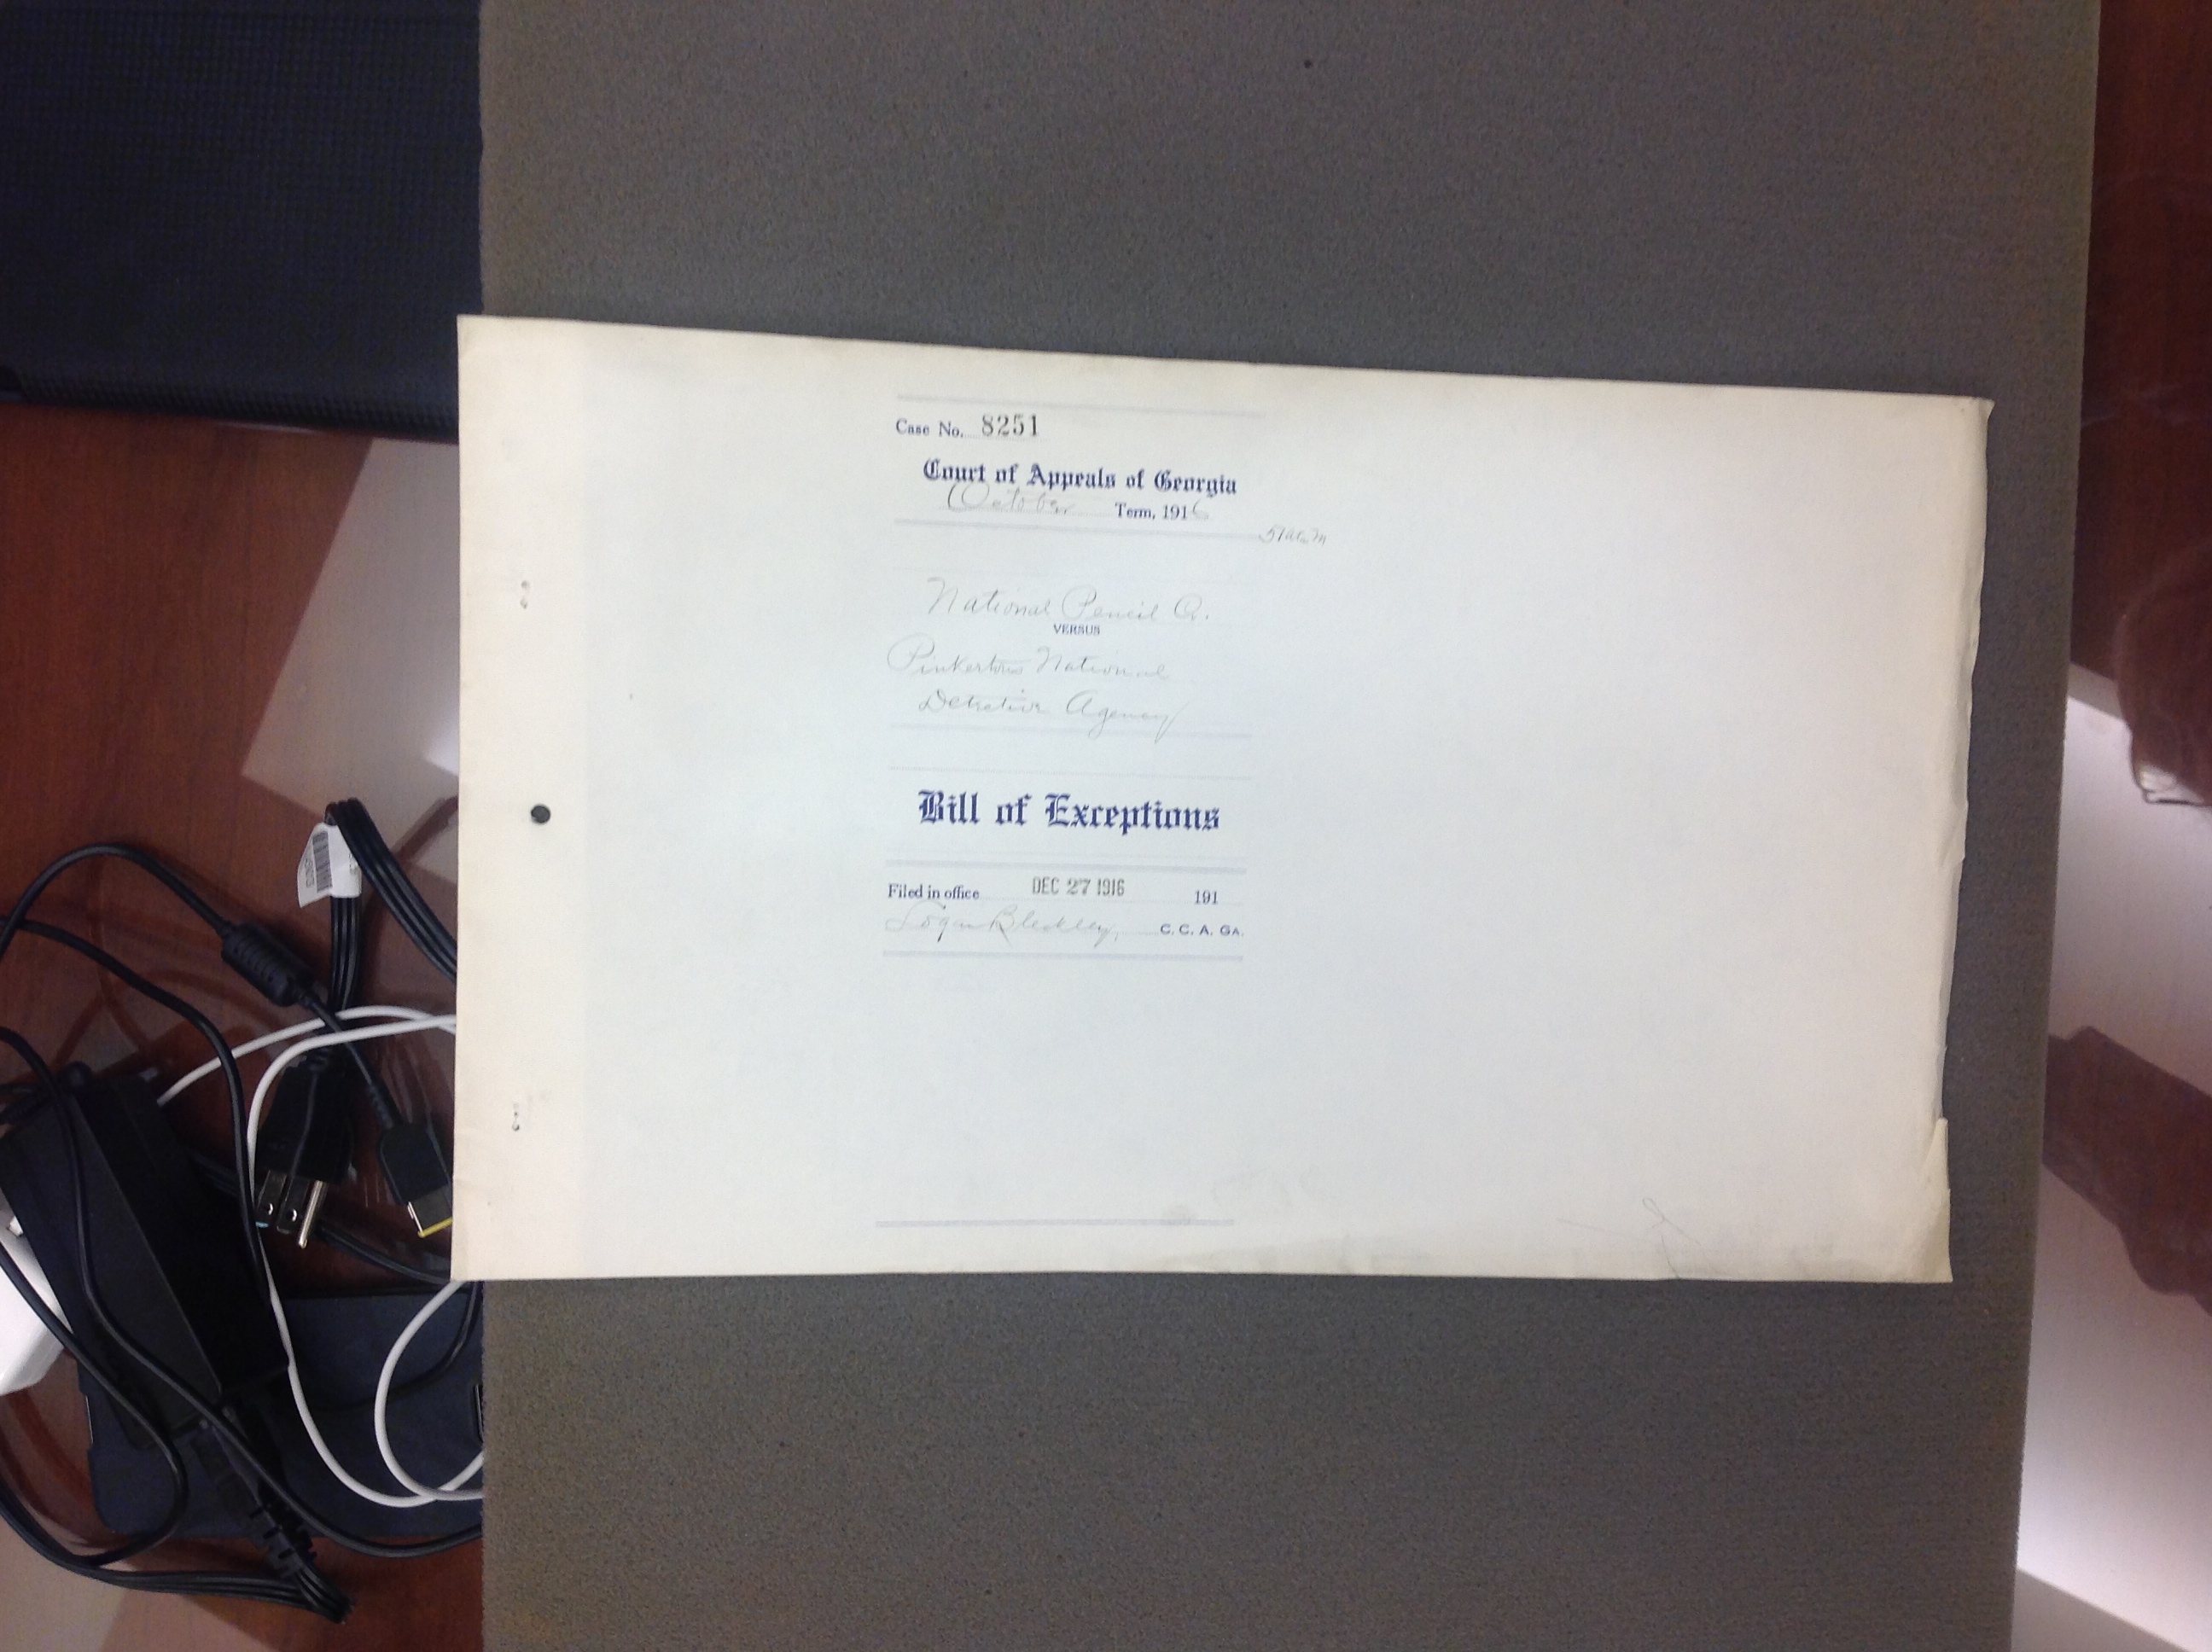 Case No. 8251
Court of Appeals of Georgia
October Term, 1916
National Pencil Co.
VERSUS
Pinkertons National
Detective Agency
Bill of Exceptions
Filed in office DEC 27 1916 191
Logan Bleckley, C. C. A. GA.